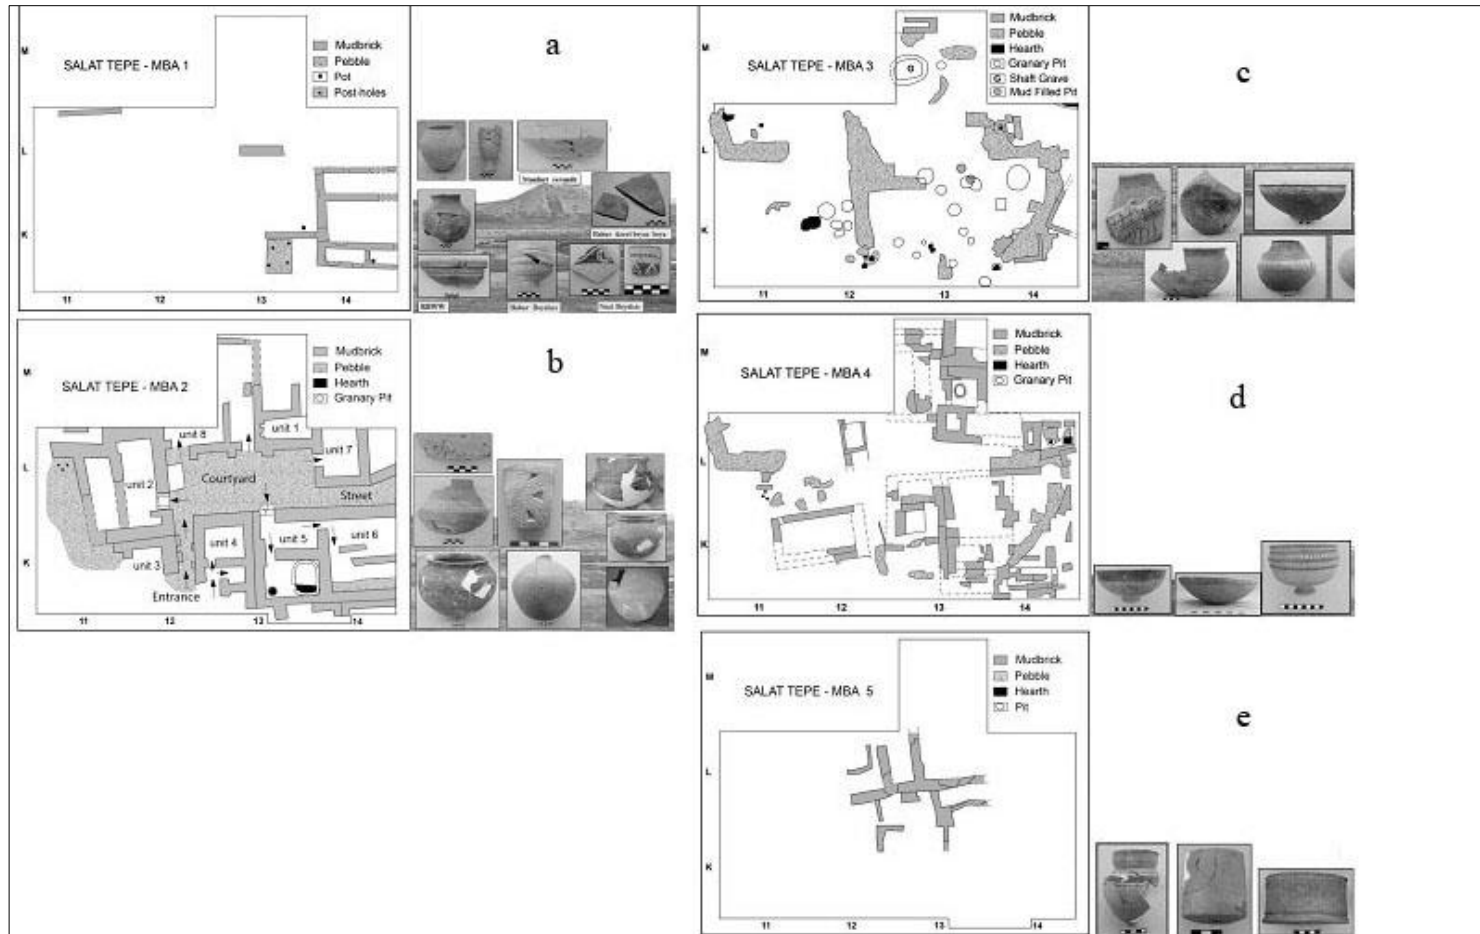 SALAT TEPE - MBA 1
Mudbrick
Pebble
Pot
Post-holes
M
L
K
11 12 13 14
a
Habur Dark rim
SALAT TEPE - MBA 2
Mudbrick
Pebble
Hearth
Granary Pit
M
L
K
unit 8
unit 1
unit 7
unit 2
Courtyard
Street
unit 4
unit 5
unit 6
unit 3
Entrance
11 12 13 14
b
SALAT TEPE - MBA 3
Mudbrick
Pebble
Hearth
Granary Pit
Shaft Grave
Mud Filled Pit
M
L
K
11 12 13 14
c
SALAT TEPE - MBA 4
Mudbrick
Pebble
Hearth
Granary Pit
M
L
K
11 12 13 14
d
SALAT TEPE - MBA 5
Mudbrick
Pebble
Hearth
Pit
M
L
K
11 12 13 14
e